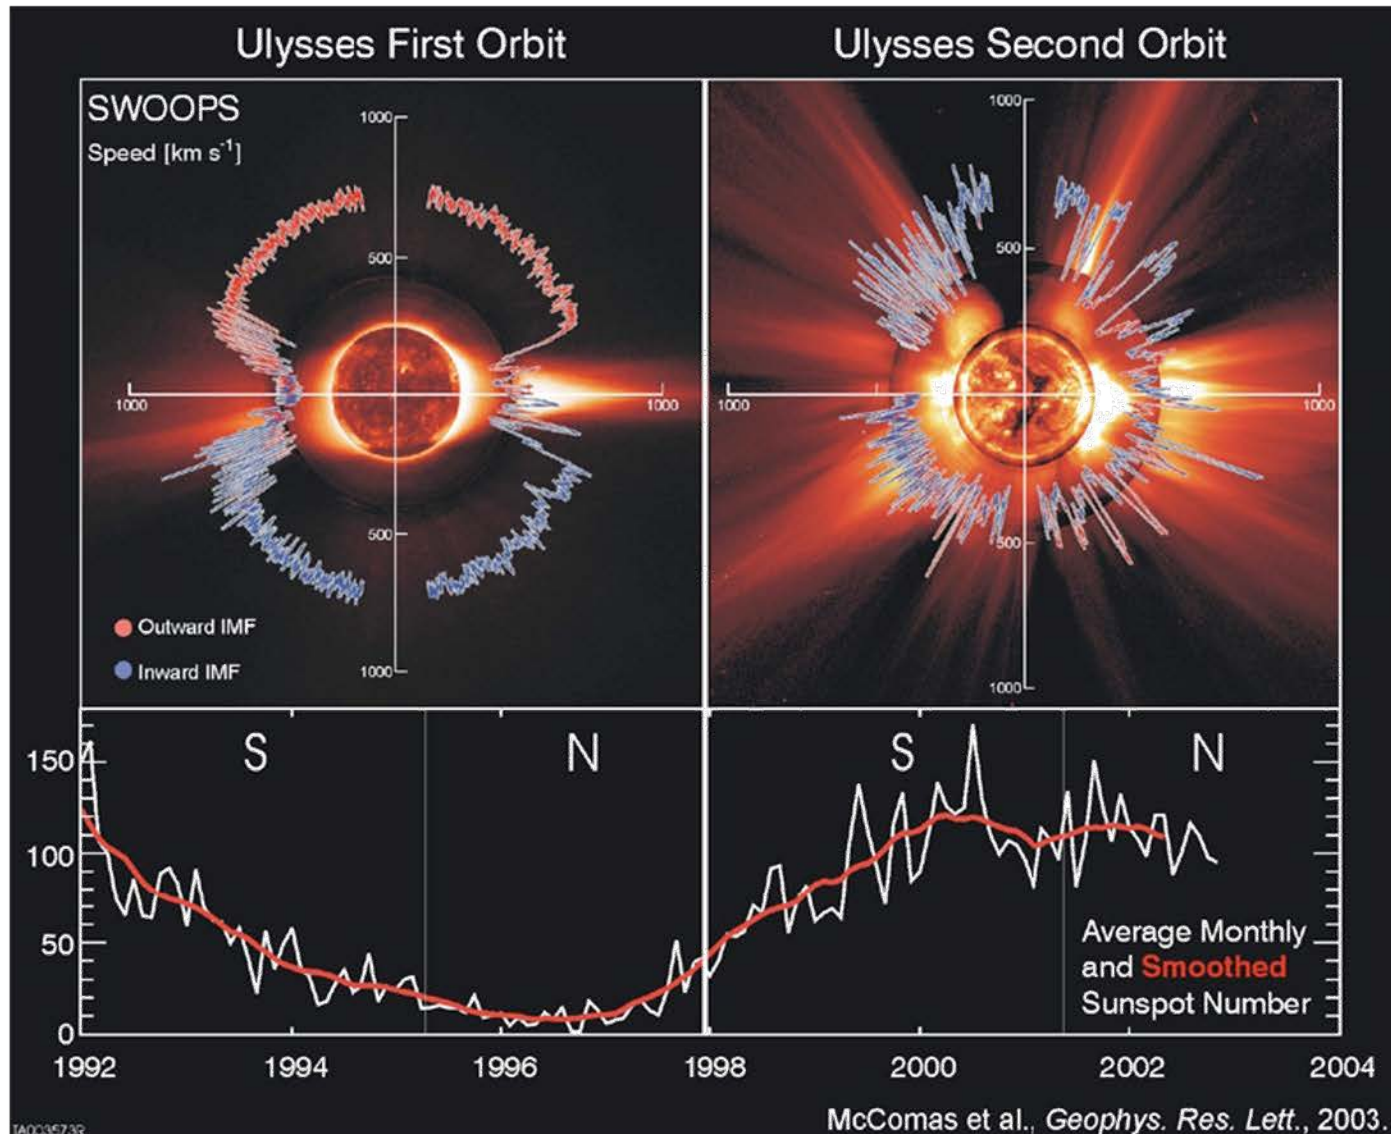 Ulysses First Orbit
Ulysses Second Orbit
SWOOPS
Speed [km s⁻¹]
1000
500
1000
1000
500
1000
Outward IMF
Inward IMF
1000
500
1000
1000
500
1000
S
N
S
N
150
100
50
0
Average Monthly
and Smoothed
Sunspot Number
1992
1994
1996
1998
2000
2002
2004
McComas et al., Geophys. Res. Lett., 2003.